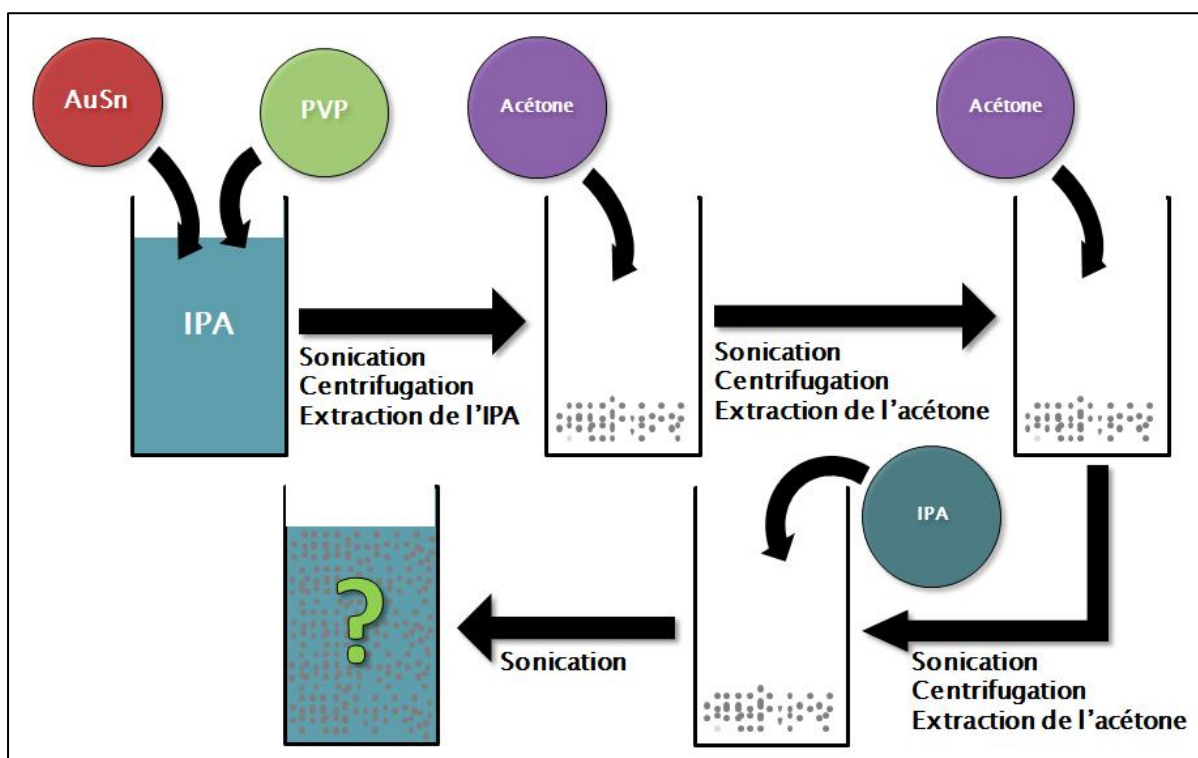 AuSn
PVP
Acétone
Acétone
IPA
Sonication
Centrifugation
Extraction de l'IPA
Sonication
Centrifugation
Extraction de l'acétone
IPA
Sonication
Centrifugation
Extraction de l'acétone
Sonication
?